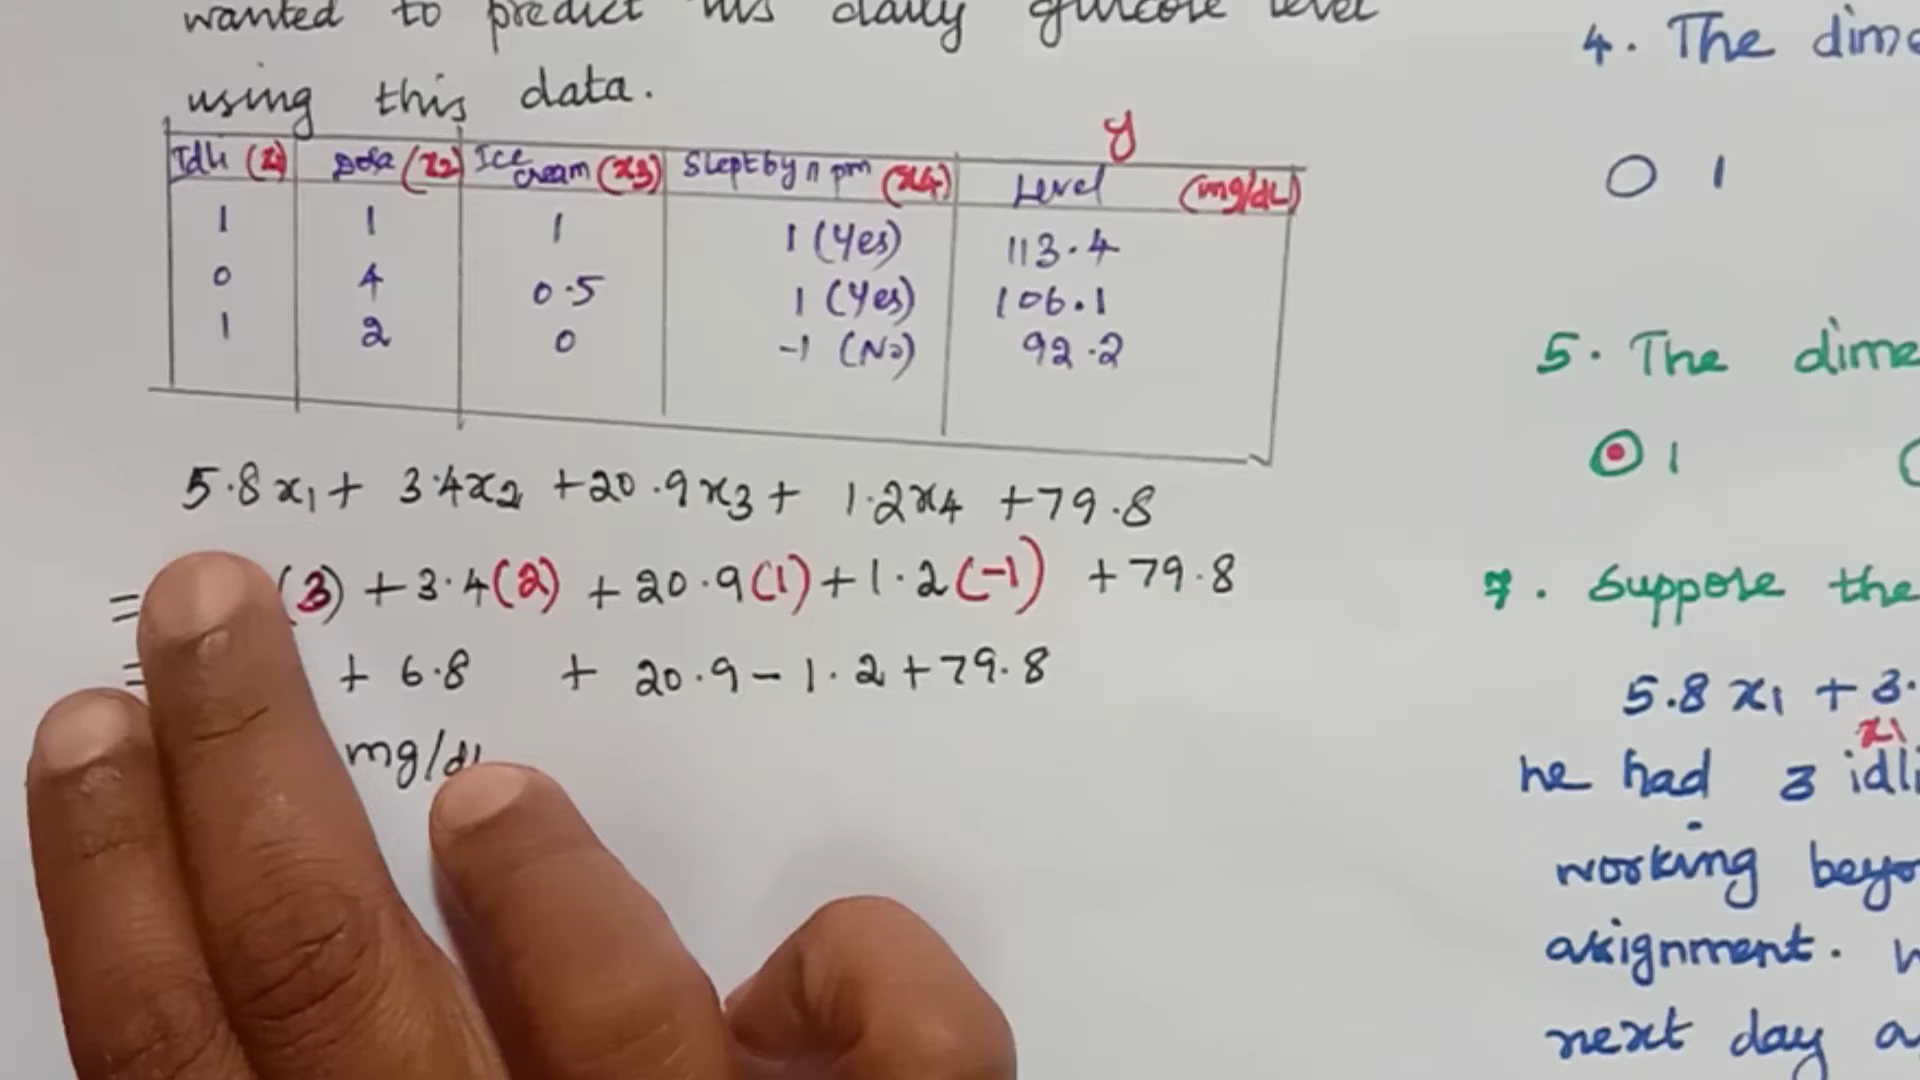 wanted to predict his daily glucose level
using this data.
y
Idli (x1) Dosa (x2) Ice cream (x3) Slept by 11 pm (x4) Level (mg/dL)
1 1 1 1 (Yes) 113.4
0 4 0.5 1 (Yes) 106.1
1 2 0 -1 (No) 92.2
5.8x1 + 3.4x2 + 20.9x3 + 1.2x4 + 79.8
= (3) + 3.4(2) + 20.9(1) + 1.2(-1) + 79.8
= + 6.8 + 20.9 - 1.2 + 79.8
mg/dL
4. The dime
1
5. The dime
1
7. Suppose the
5.8x1 + 3.
x1
he had 3 idli
working beyo
assignment.
next day a